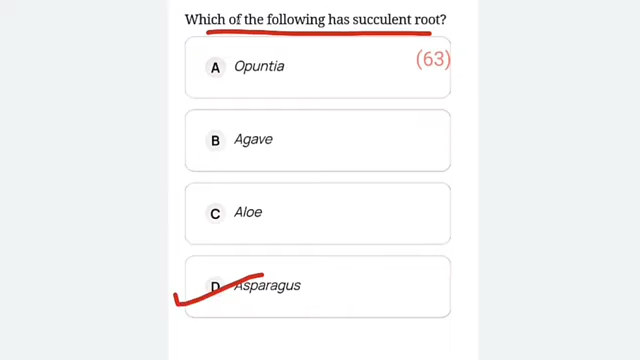 Which of the following has succulent root?
A Opuntia
(63)
B Agave
C Aloe
D Asparagus